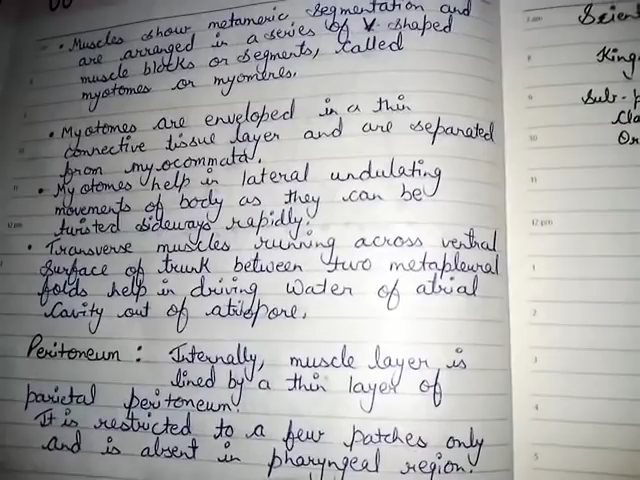 • Muscles show metameric segmentation and
are arranged in a series of V shaped
muscle blocks or segments, called
myotomes or myomeres.
• Myotomes are enveloped in a thin
connective tissue layer and are separated
from myocommata.
• Myotomes help in lateral undulating
movements of body as they can be
twisted sideways rapidly.
• Transverse muscles running across ventral
surface of trunk between two metapleural
folds help in driving water of atrial
cavity out of atriopore.
Peritoneum : Internally, muscle layer is
lined by a thin layer of
parietal peritoneum.
It is restricted to a few patches only
and is absent in pharyngeal region.
Scien
King
Sub-p
Cla
Or